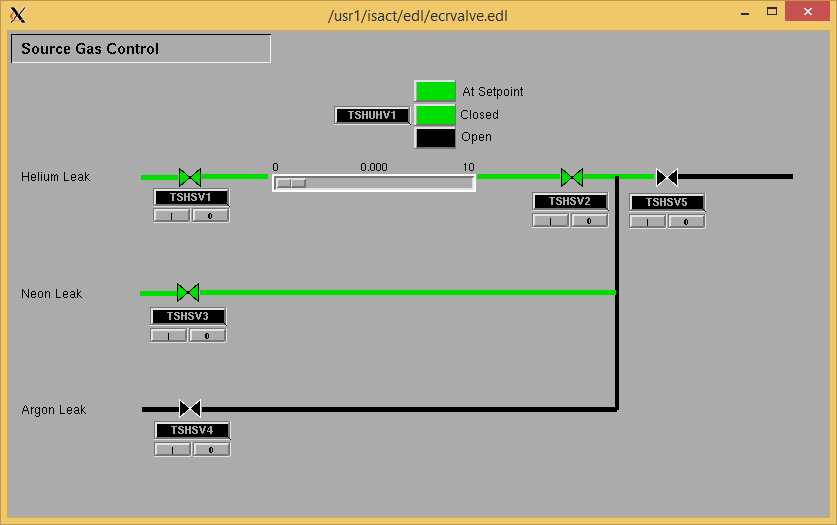 /usr1/isact/edl/ecrvalve.edl
Source Gas Control
At Setpoint
TSHUHV1 Closed
Open
0 0.000 10
Helium Leak
TSHSV1 TSHSV2 TSHSV5
| 0 | 0 | 0
Neon Leak
TSHSV3
| 0
Argon Leak
TSHSV4
| 0